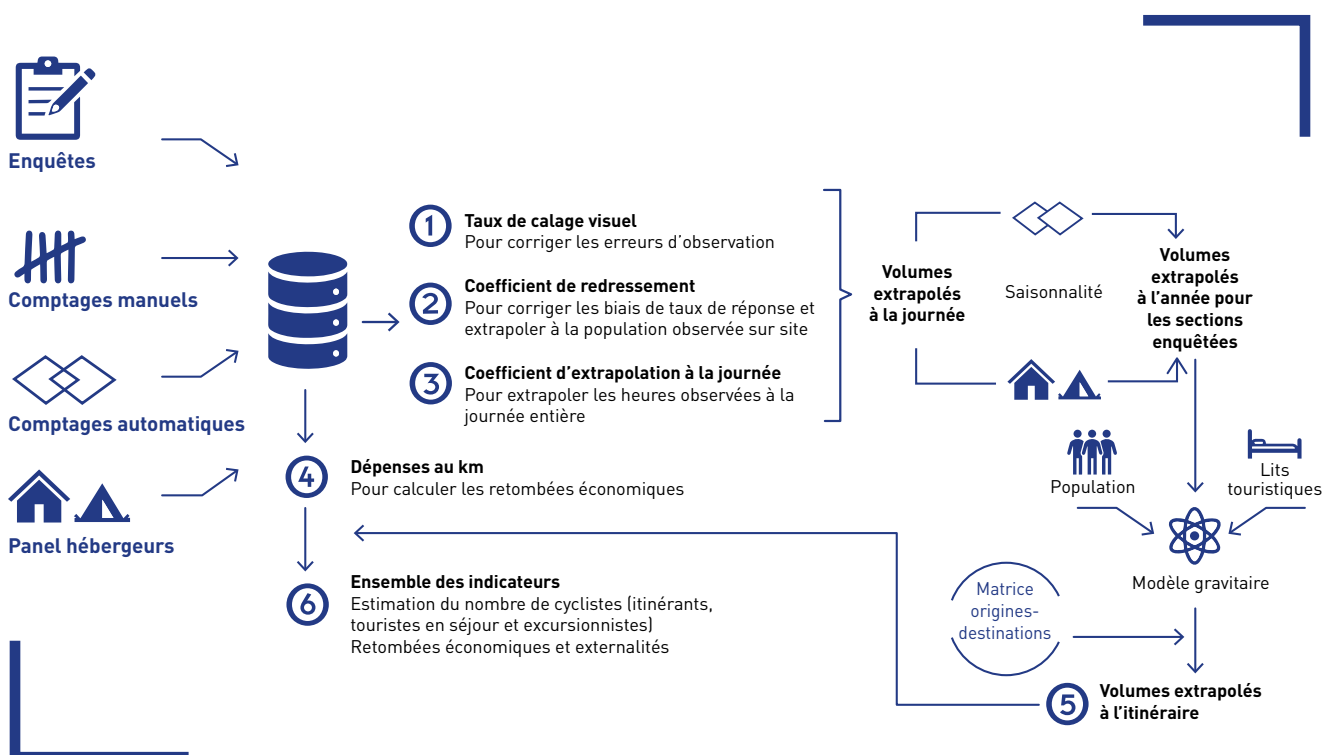 Enquêtes
Comptages manuels
Comptages automatiques
Panel hébergeurs
1
Taux de calage visuel
Pour corriger les erreurs d'observation
2
Coefficient de redressement
Pour corriger les biais de taux de réponse et
extrapoler à la population observée sur site
3
Coefficient d'extrapolation à la journée
Pour extrapoler les heures observées à la
journée entière
4
Dépenses au km
Pour calculer les retombées économiques
6
Ensemble des indicateurs
Estimation du nombre de cyclistes (itinérants,
touristes en séjour et excursionnistes)
Retombées économiques et externalités
Volumes
extrapolés
à la journée
Saisonnalité
Volumes
extrapolés
à l'année pour
les sections
enquêtées
Population
Lits
touristiques
Modèle gravitaire
Matrice
origines-
destinations
5
Volumes extrapolés
à l'itinéraire